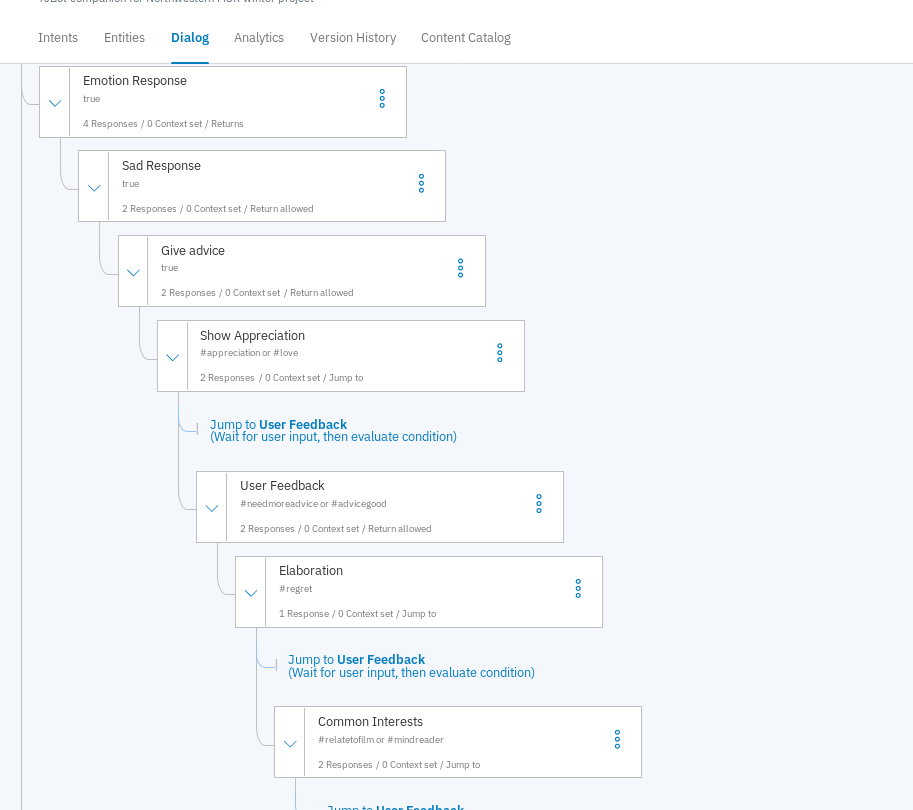 Intents Entities Dialog Analytics Version History Content Catalog
Emotion Response
true
4 Responses / 0 Context set / Returns
Sad Response
true
2 Responses / 0 Context set / Return allowed
Give advice
true
2 Responses / 0 Context set / Return allowed
Show Appreciation
#appreciation or #love
2 Responses / 0 Context set / Jump to
Jump to User Feedback
(Wait for user input, then evaluate condition)
User Feedback
#needmoreadvice or #advicegood
2 Responses / 0 Context set / Return allowed
Elaboration
#regret
1 Response / 0 Context set / Jump to
Jump to User Feedback
(Wait for user input, then evaluate condition)
Common Interests
#relatetofilm or #mindreader
2 Responses / 0 Context set / Jump to
Jump to User Feedback